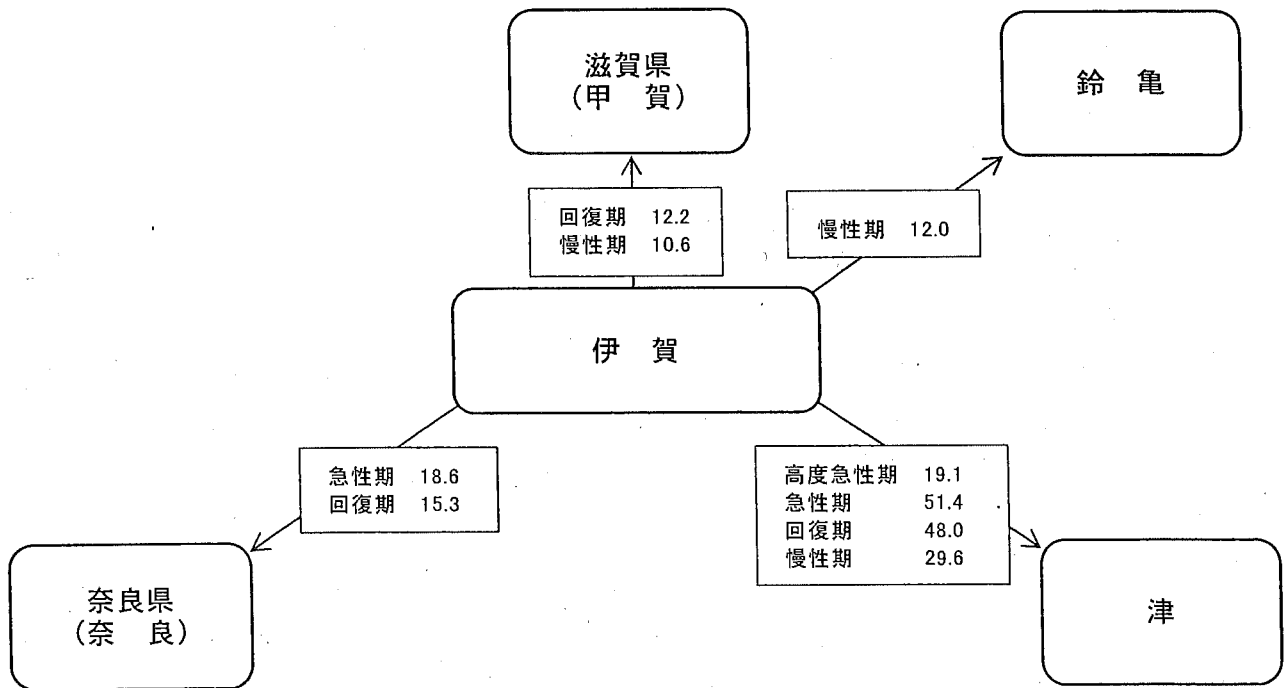 滋賀県
(甲　賀)
鈴　亀
回復期　12.2
慢性期　10.6
慢性期　12.0
伊　賀
急性期　18.6
回復期　15.3
高度急性期　19.1
急性期　51.4
回復期　48.0
慢性期　29.6
奈良県
(奈　良)
津